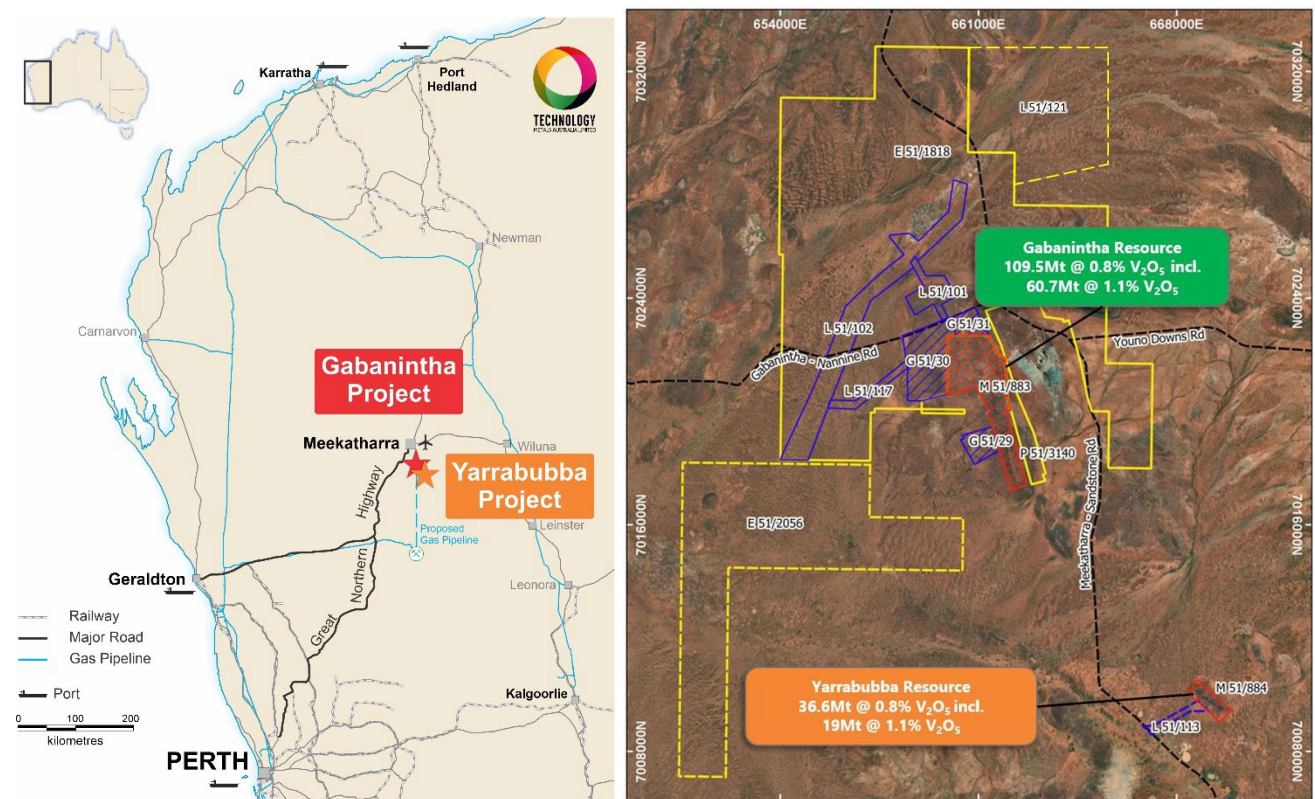 Karratha
Port
Hedland
TECHNOLOGY
METALS AUSTRALIA LIMITED
Newman
Carnarvon
Gabanintha
Project
Meekatharra
Wiluna
Yarrabubba
Project
Highway
Proposed
Gas Pipeline
Leinster
Geraldton
Northern
Leonora
Great
Railway
Major Road
Gas Pipeline
Port
Kalgoorlie
0 100 200
kilometres
PERTH
654000E
661000E
668000E
7032000N
7032000N
L 51/121
E 51/1818
Gabanintha Resource
109.5Mt @ 0.8% V₂O₅ incl.
60.7Mt @ 1.1% V₂O₅
7024000N
7024000N
L 51/101
L 51/102
G 51/31
Gabanintha - Nannine Rd
Youno Downs Rd
G 51/30
L 51/117
M 51/883
G 51/29
P 51/3140
Meekatharra - Sandstone Rd
E 51/2056
7016000N
7016000N
Yarrabubba Resource
36.6Mt @ 0.8% V₂O₅ incl.
19Mt @ 1.1% V₂O₅
M 51/884
L 51/113
7008000N
7008000N